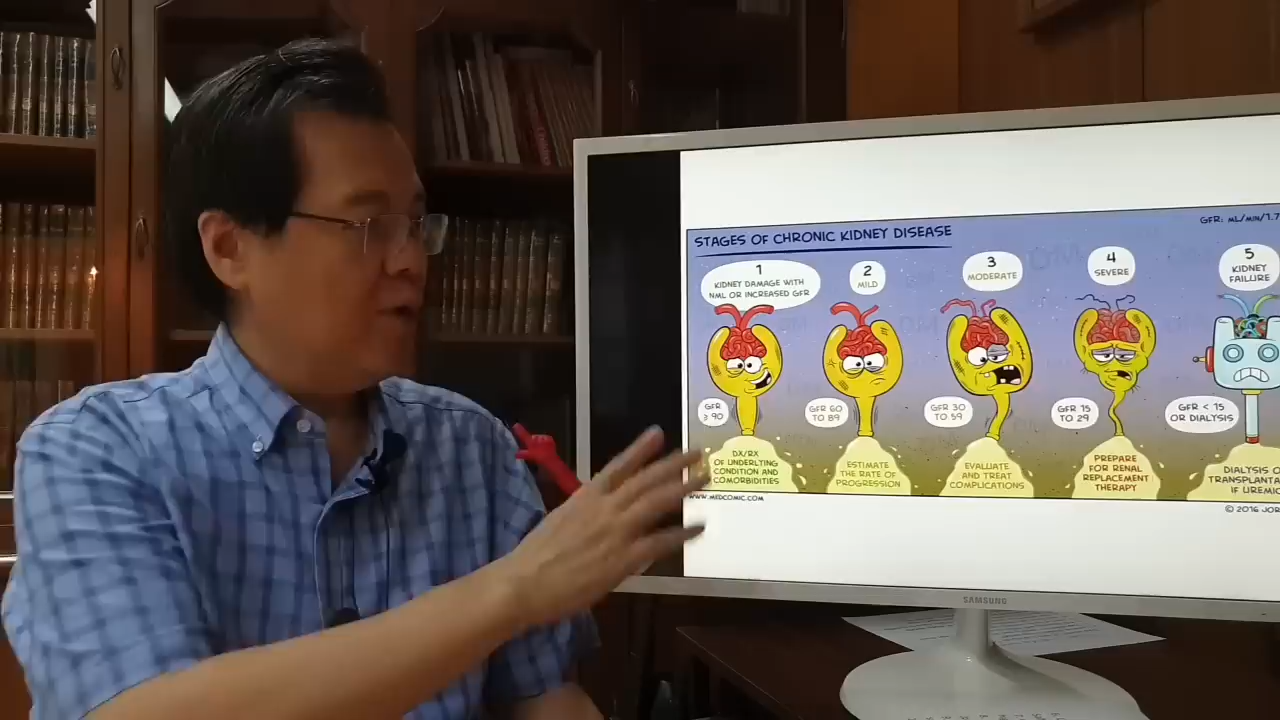 GFR: ML/MIN/1.7
STAGES OF CHRONIC KIDNEY DISEASE
1
KIDNEY DAMAGE WITH
NML OR INCREASED GFR
2
MILD
3
MODERATE
4
SEVERE
5
KIDNEY
FAILURE
GFR
≥ 90
GFR 60
TO 89
GFR 30
TO 59
GFR 15
TO 29
GFR < 15
OR DIALYSIS
DX/RX
OF UNDERLYING
CONDITION AND
COMORBIDITIES
ESTIMATE
THE RATE OF
PROGRESSION
EVALUATE
AND TREAT
COMPLICATIONS
PREPARE
FOR RENAL
REPLACEMENT
THERAPY
DIALYSIS O
TRANSPLANTA
IF UREMIC
WWW.MEDCOMIC.COM
© 2016 JOR
SAMSUNG